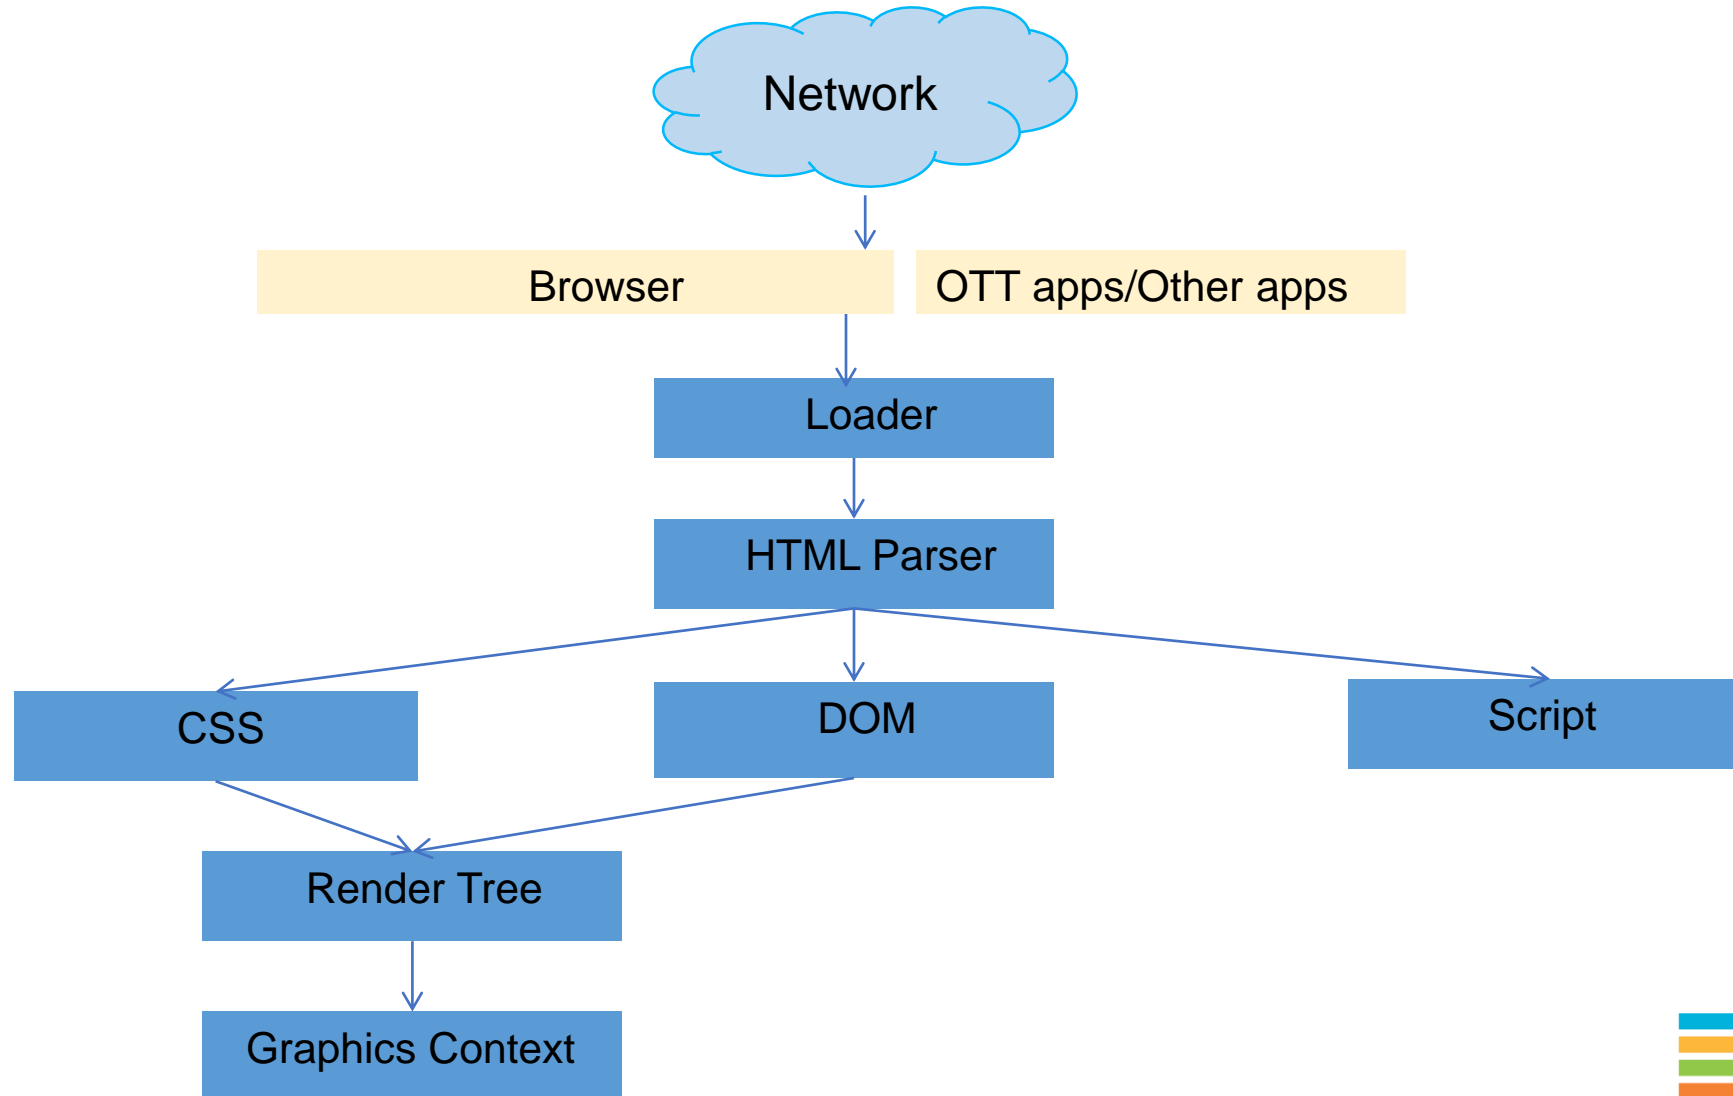 Network
Browser
OTT apps/Other apps
Loader
HTML Parser
CSS
DOM
Script
Render Tree
Graphics Context